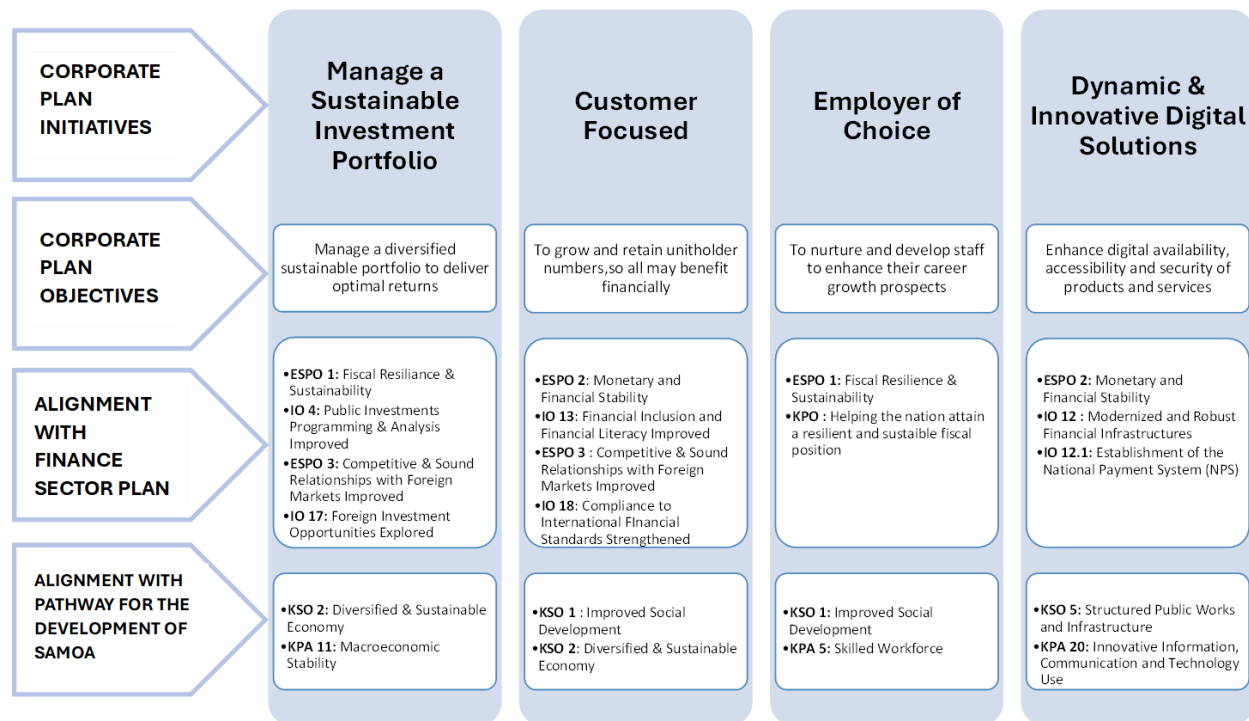 CORPORATE
PLAN
INITIATIVES
Manage a
Sustainable
Investment
Portfolio
Customer
Focused
Employer of
Choice
Dynamic &
Innovative Digital
Solutions
CORPORATE
PLAN
OBJECTIVES
Manage a diversified
sustainable portfolio to deliver
optimal returns
To grow and retain unitholder
numbers,so all may benefit
financially
To nurture and develop staff
to enhance their career
growth prospects
Enhance digital availability,
accessibility and security of
products and services
ALIGNMENT
WITH
FINANCE
SECTOR PLAN
•ESPO 1: Fiscal Resiliance &
Sustainability
•IO 4: Public Investments
Programming & Analysis
Improved
•ESPO 3: Competitive & Sound
Relationships with Foreign
Markets Improved
•IO 17: Foreign Investment
Opportunities Explored
•ESPO 2: Monetary and
Financial Stability
•IO 13: Financial Inclusion and
Financial Literacy Improved
•ESPO 3 : Competitive & Sound
Relationships with Foreign
Markets Improved
•IO 18: Compliance to
International FInancial
Standards Strengthened
•ESPO 1: Fiscal Resilience &
Sustainability
•KPO : Helping the nation attain
a resilient and sustaible fiscal
position
•ESPO 2: Monetary and
Financial Stability
•IO 12 : Modernized and Robust
Financial Infrastructures
•IO 12.1: Establishment of the
National Payment System (NPS)
ALIGNMENT WITH
PATHWAY FOR THE
DEVELOPMENT OF
SAMOA
•KSO 2: Diversified & Sustainable
Economy
•KPA 11: Macroeconomic
Stability
•KSO 1 : Improved Social
Development
•KSO 2: Diversified & Sustainable
Economy
•KSO 1: Improved Social
Development
•KPA 5: Skilled Workforce
•KSO 5: Structured Public Works
and Infrastructure
•KPA 20: Innovative Information,
Communication and Technology
Use